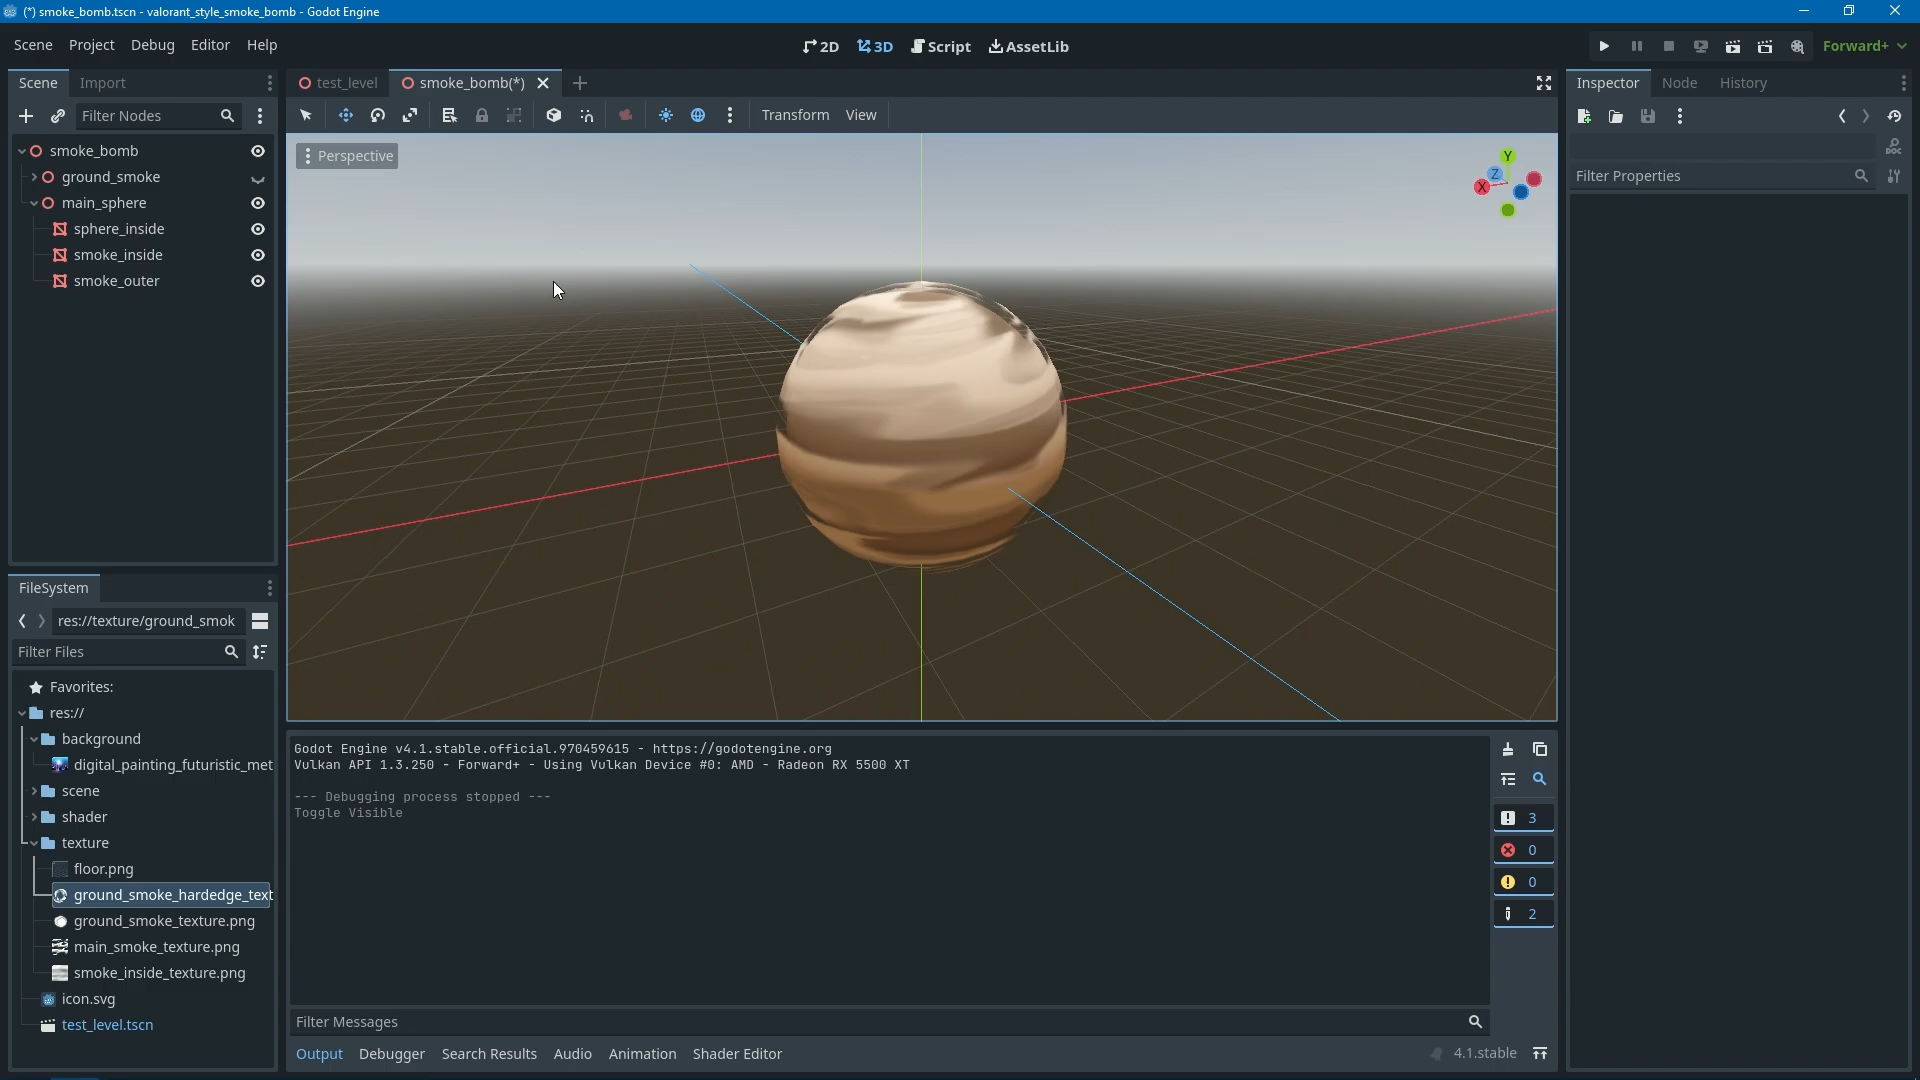 (*) smoke_bomb.tscn - valorant_style_smoke_bomb - Godot Engine
Scene Project Debug Editor Help
2D 3D Script AssetLib
Forward+
Scene Import
test_level smoke_bomb(*)
Inspector Node History
Filter Nodes
Transform View
smoke_bomb
ground_smoke
main_sphere
sphere_inside
smoke_inside
smoke_outer
Perspective
Y
Z
X
DOC
Filter Properties
FileSystem
res://texture/ground_smok
Filter Files
Favorites:
res://
background
digital_painting_futuristic_met
scene
shader
texture
floor.png
ground_smoke_hardedge_text
ground_smoke_texture.png
main_smoke_texture.png
smoke_inside_texture.png
icon.svg
test_level.tscn
Godot Engine v4.1.stable.official.970459615 - https://godotengine.org
Vulkan API 1.3.250 - Forward+ - Using Vulkan Device #0: AMD - Radeon RX 5500 XT
--- Debugging process stopped ---
Toggle Visible
3
0
0
2
Filter Messages
Output Debugger Search Results Audio Animation Shader Editor
4.1.stable